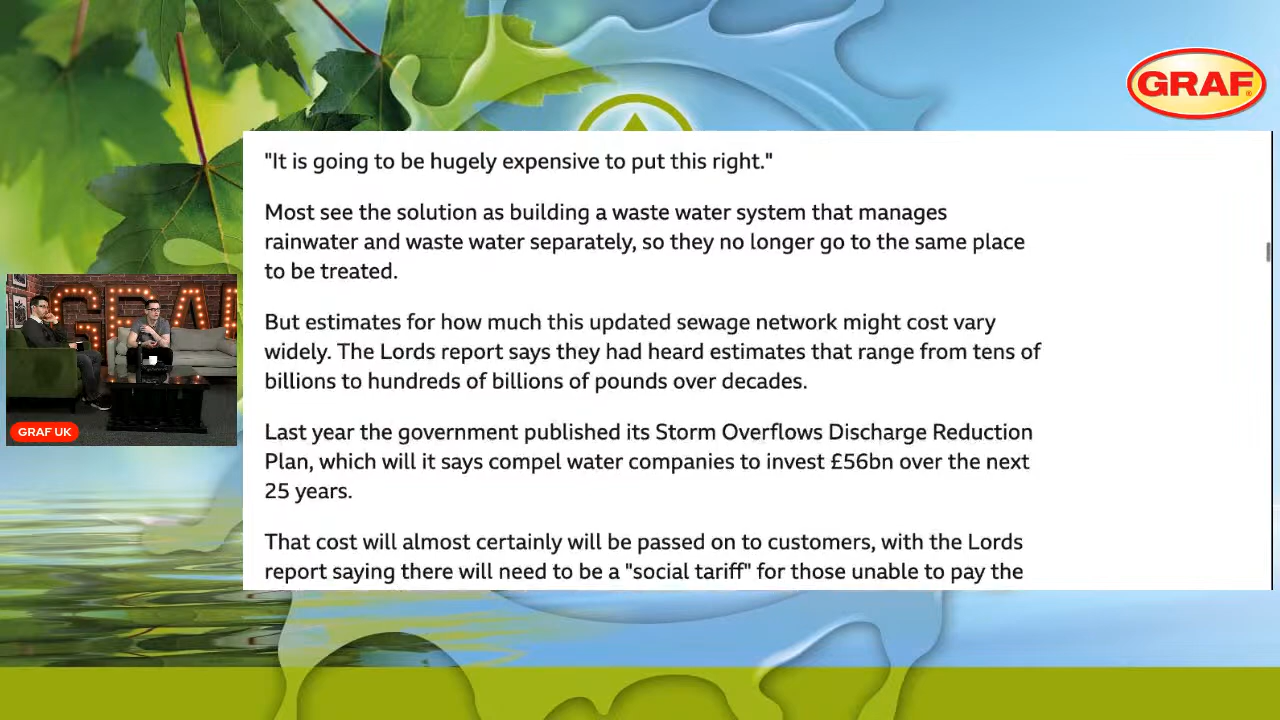 GRAF
"It is going to be hugely expensive to put this right."
Most see the solution as building a waste water system that manages
rainwater and waste water separately, so they no longer go to the same place
to be treated.
But estimates for how much this updated sewage network might cost vary
widely. The Lords report says they had heard estimates that range from tens of
billions to hundreds of billions of pounds over decades.
Last year the government published its Storm Overflows Discharge Reduction
Plan, which will it says compel water companies to invest £56bn over the next
25 years.
That cost will almost certainly will be passed on to customers, with the Lords
report saying there will need to be a "social tariff" for those unable to pay the
GRAF
GRAF UK